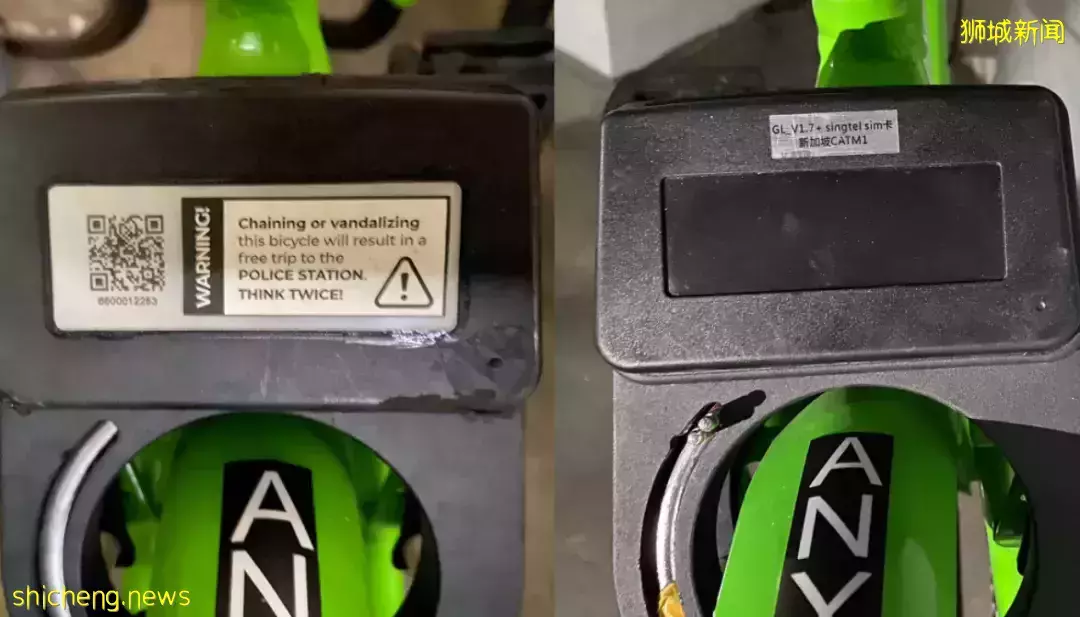 狮城新闻
WARNING!
Chaining or vandalizing
this bicycle will result in a
free trip to the
POLICE STATION.
THINK TWICE!
AN
GL_V1.7+ singtel sim卡
新加坡CATM1
ANY
shicheng.news